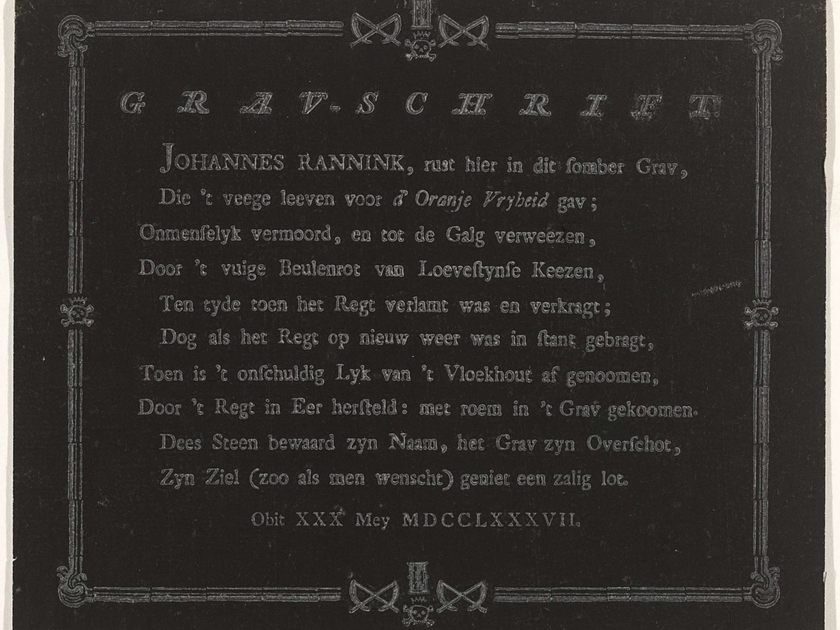 GRAV-SCHRIFT
JOHANNES RANNINK, ruſt hier in dit ſomber Grav,
Die 't veege leeven voor d' Oranje Vryheid gav;
Onmenſelyk vermoord, en tot de Galg verweezen,
Door 't vuige Beulenrot van Loeveſtynſe Keezen,
Ten tyde toen het Regt verlamt was en verkragt;
Dog als het Regt op nieuw weer was in ſtant gebragt,
Toen is 't onſchuldig Lyk van 't Vloekhout af genoomen,
Door 't Regt in Eer herſteld: met roem in 't Grav gekoomen.
Dees Steen bewaard zyn Naam, het Grav zyn Overſchot,
Zyn Ziel (zoo als men wenscht) geniet een zalig lot.
Obit XXX Mey MDCCLXXXVII.